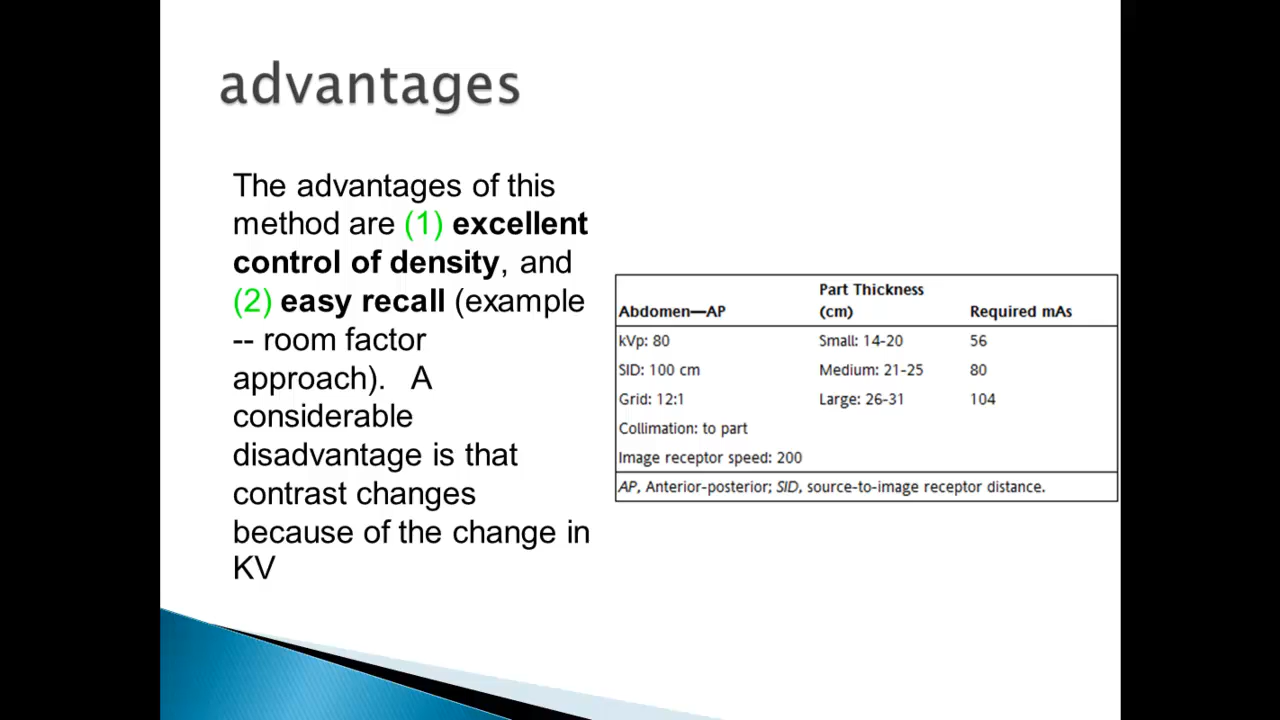 advantages
The advantages of this
method are (1) excellent
control of density, and
(2) easy recall (example
-- room factor
approach). A
considerable
disadvantage is that
contrast changes
because of the change in
KV
Part Thickness
Abdomen—AP (cm) Required mAs
kVp: 80 Small: 14-20 56
SID: 100 cm Medium: 21-25 80
Grid: 12:1 Large: 26-31 104
Collimation: to part
Image receptor speed: 200
AP, Anterior-posterior; SID, source-to-image receptor distance.